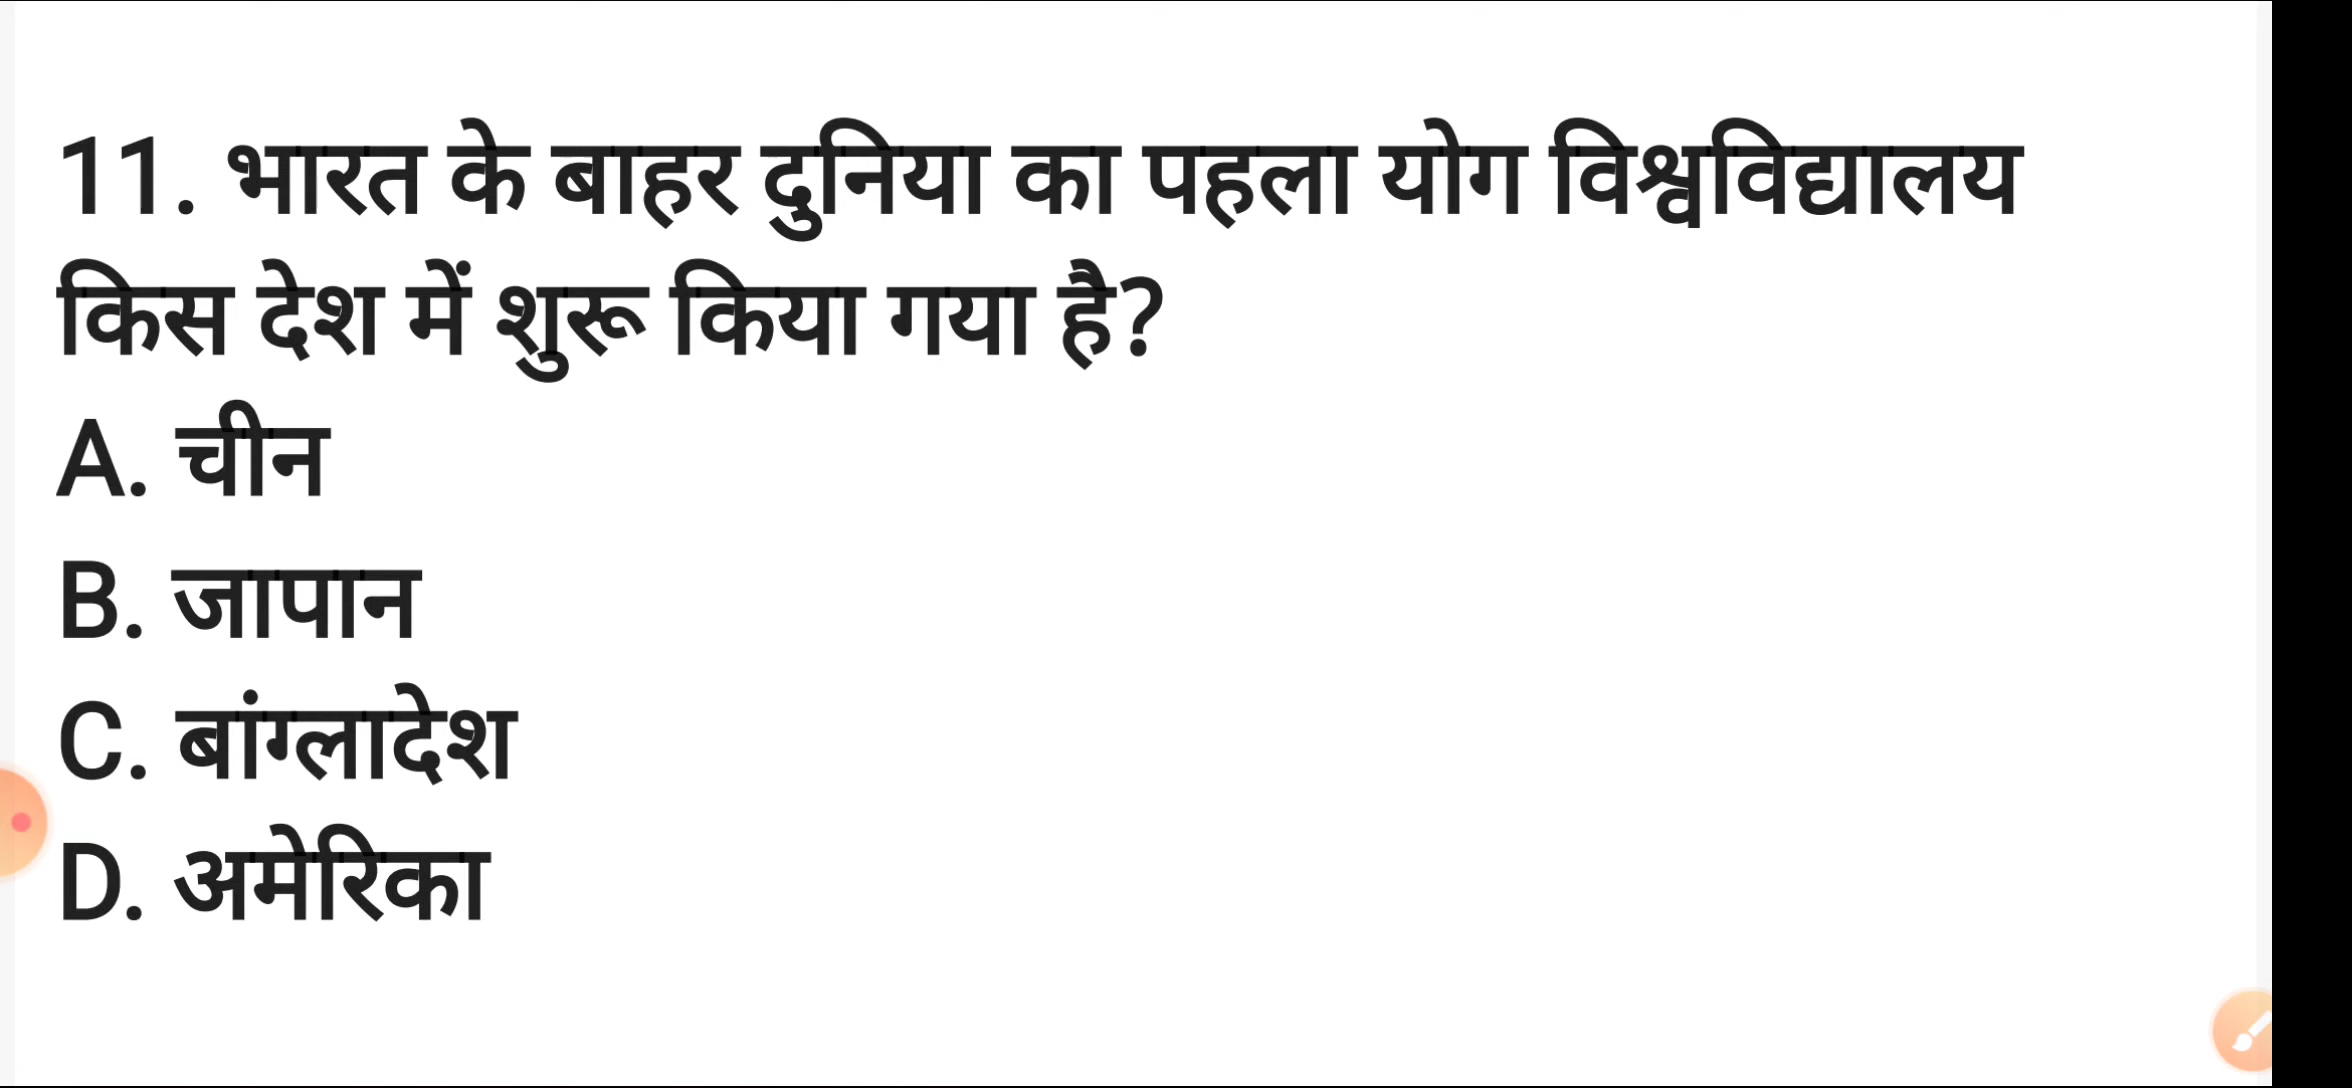 11. भारत के बाहर दुनिया का पहला योग विश्वविद्यालय
किस देश में शुरू किया गया है?
A. चीन
B. जापान
C. बांग्लादेश
D. अमेरिका